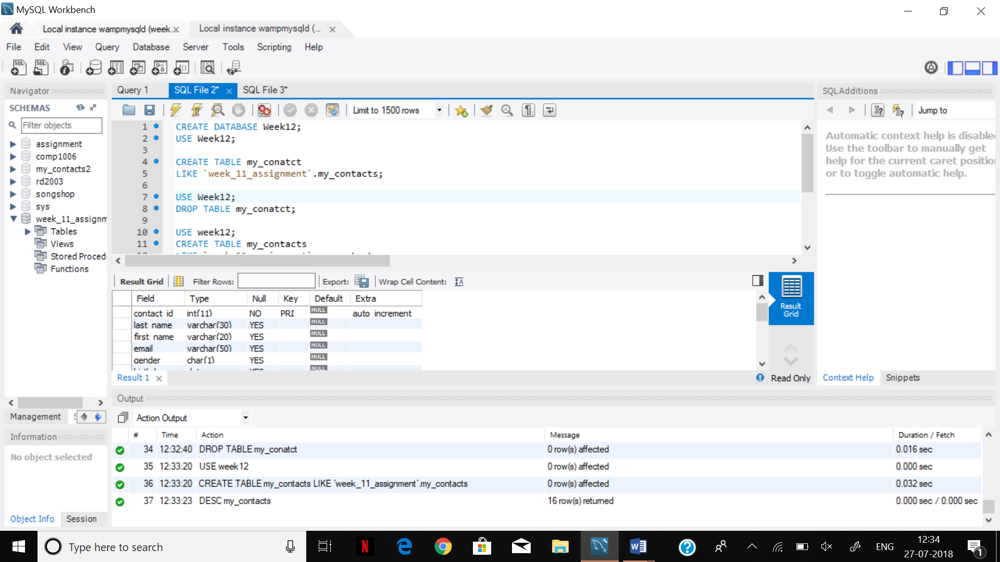 MySQL Workbench
Local instance wampmysqld (week
Local instance wampmysqld (...
File Edit View Query Database Server Tools Scripting Help
Navigator
SCHEMAS
Filter objects
assignment
comp1006
my_contacts2
rd2003
songshop
sys
week_11_assignm
Tables
Views
Stored Proced
Functions
Management
Information
No object selected
Object Info Session
Query 1 SQL File 2* SQL File 3*
Limit to 1500 rows
1 CREATE DATABASE Week12;
2 USE Week12;
3
4 CREATE TABLE my_conatct
5 LIKE `week_11_assignment`.my_contacts;
6
7 USE Week12;
8 DROP TABLE my_conatct;
9
10 USE week12;
11 CREATE TABLE my_contacts
Result Grid Filter Rows: Export: Wrap Cell Content:
Field Type Null Key Default Extra
contact_id int(11) NO PRI NULL auto_increment
last_name varchar(30) YES NULL
first_name varchar(20) YES NULL
email varchar(50) YES NULL
gender char(1) YES NULL
NULL
Result Grid
Result 1
Read Only
SQLAdditions
Jump to
Automatic context help is disable
Use the toolbar to manually get
help for the current caret positio
or to toggle automatic help.
Context Help Snippets
Output
Action Output
# Time Action Message Duration / Fetch
34 12:32:40 DROP TABLE my_conatct 0 row(s) affected 0.016 sec
35 12:33:20 USE week12 0 row(s) affected 0.000 sec
36 12:33:20 CREATE TABLE my_contacts LIKE `week_11_assignment`.my_contacts 0 row(s) affected 0.032 sec
37 12:33:23 DESC my_contacts 16 row(s) returned 0.000 sec / 0.000 sec
Type here to search
ENG
12:34
27-07-2018
1